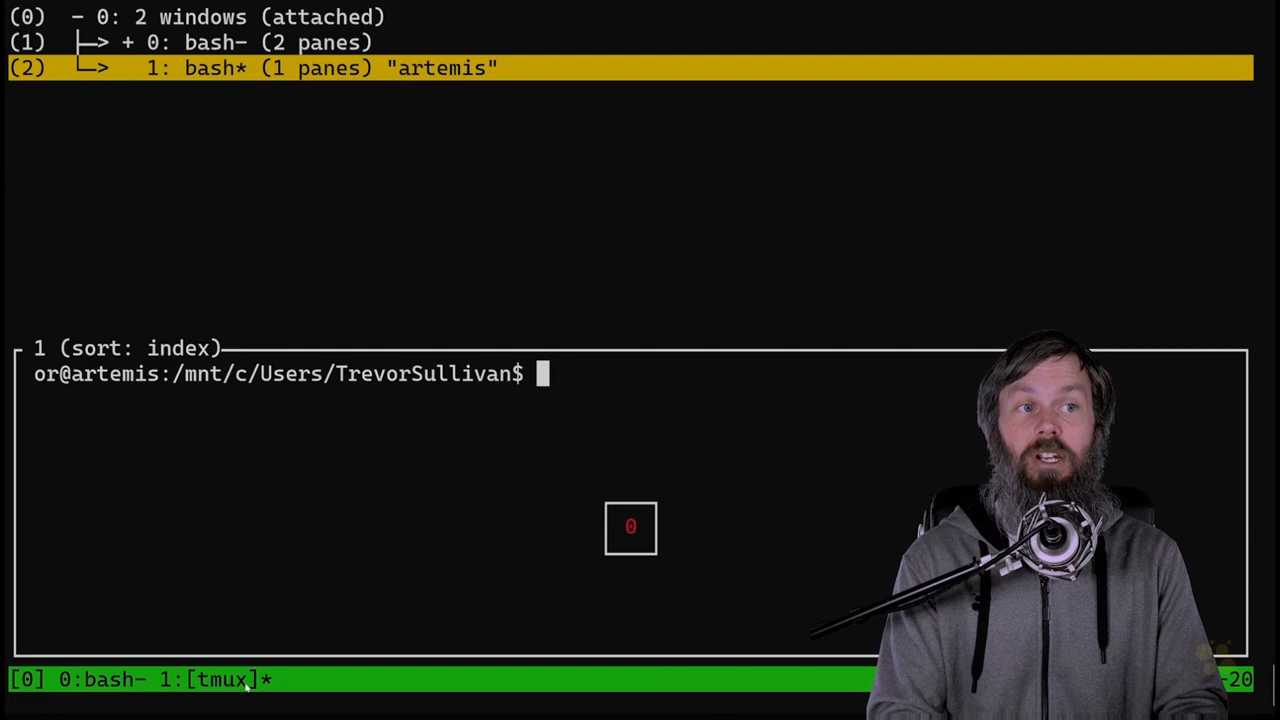 (0) - 0: 2 windows (attached)
(1) ├─> + 0: bash- (2 panes)
(2) └─> 1: bash* (1 panes) "artemis"
1 (sort: index)
or@artemis:/mnt/c/Users/TrevorSullivan$
0
[0] 0:bash- 1:[tmux]* -20